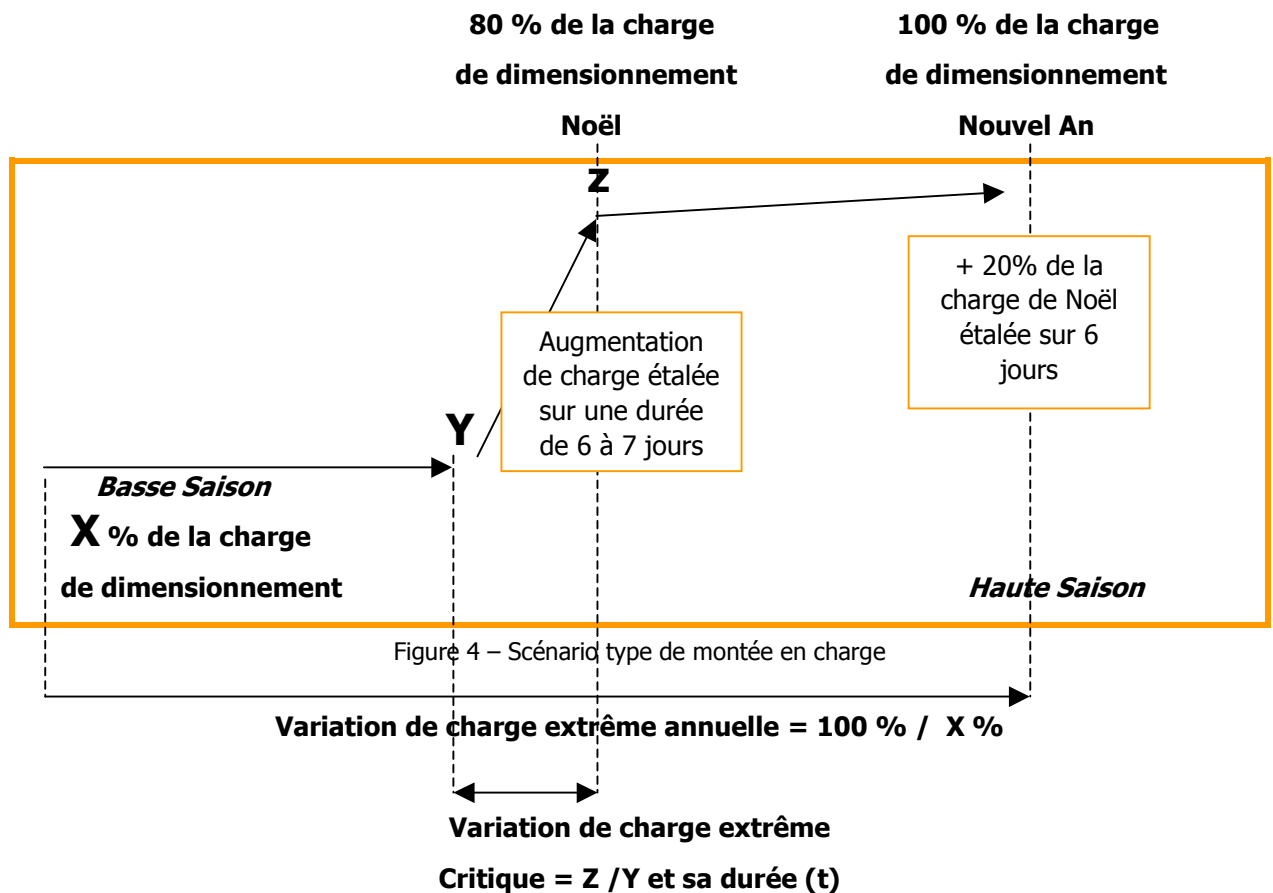 80 % de la charge
de dimensionnement
Noël
100 % de la charge
de dimensionnement
Nouvel An
Z
+ 20% de la
charge de Noël
étalée sur 6
jours
Augmentation
de charge étalée
sur une durée
de 6 à 7 jours
Y
Basse Saison
X % de la charge
de dimensionnement
Haute Saison
Figure 4 – Scénario type de montée en charge
Variation de charge extrême annuelle = 100 % / X %
Variation de charge extrême
Critique = Z /Y et sa durée (t)